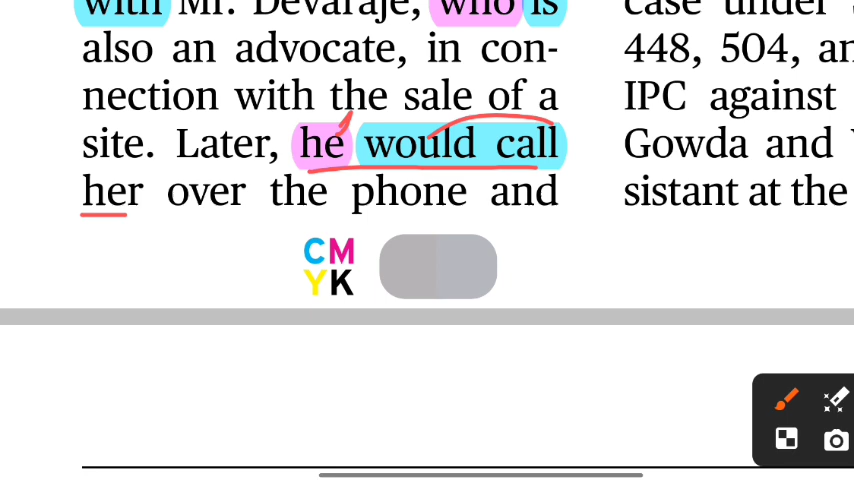 with Mr. Devaraje, who is
also an advocate, in con-
nection with the sale of a
site. Later, he would call
her over the phone and
case under
448, 504, an
IPC against
Gowda and
sistant at the
CM
YK